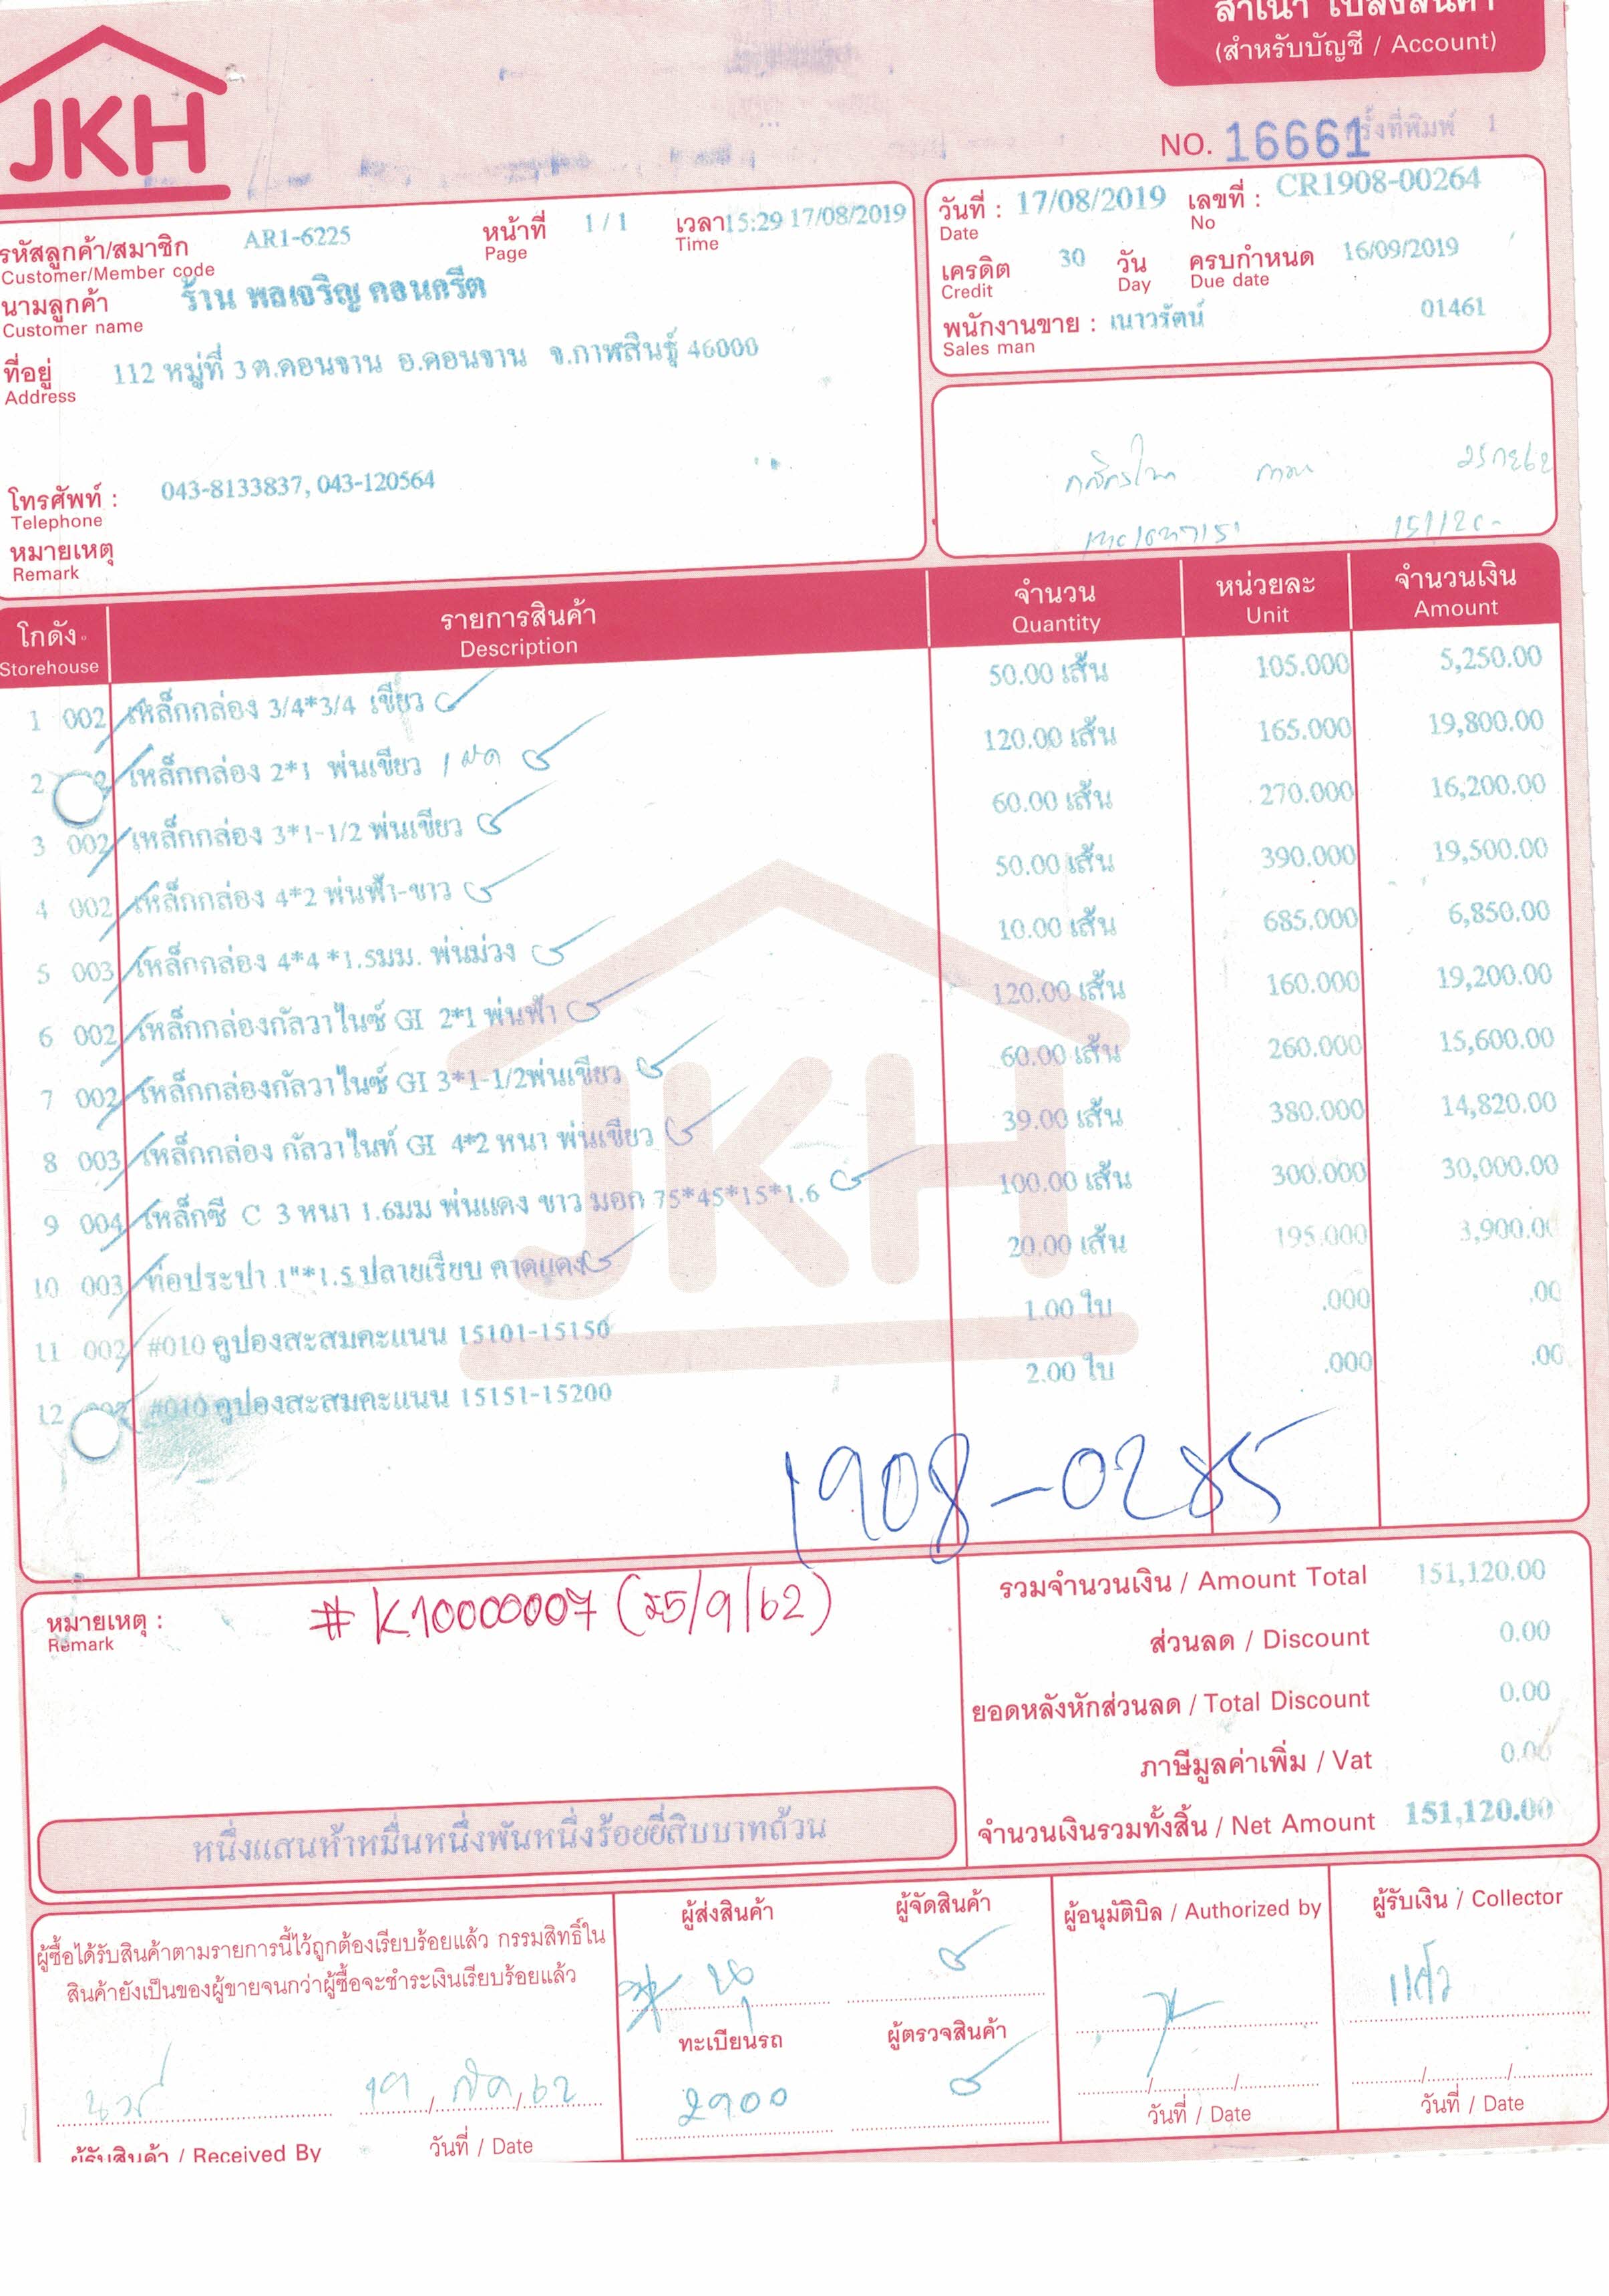 สำเนา ใบส่งสินค้า
(สำหรับบัญชี / Account)
JKH
NO. 16661 ครั้งที่พิมพ์ 1
รหัสลูกค้า/สมาชิก AR1-6225 หน้าที่ 1 / 1 เวลา 15:29 17/08/2019
Customer/Member code Page Time
นามลูกค้า ร้าน พลเจริญ คอนกรีต
Customer name
ที่อยู่ 112 หมู่ที่ 3 ต.ดอนจาน อ.ดอนจาน จ.กาฬสินธุ์ 46000
Address
โทรศัพท์ : 043-8133837, 043-120564
Telephone
หมายเหตุ
Remark
วันที่ : 17/08/2019 เลขที่ : CR1908-00264
Date No
เครดิต 30 วัน ครบกำหนด 16/09/2019
Credit Day Due date
พนักงานขาย : เนาวรัตน์ 01461
Sales man
โกดัง รายการสินค้า จำนวน หน่วยละ จำนวนเงิน
Storehouse Description Quantity Unit Amount
1 002 เหล็กกล่อง 3/4*3/4 เขียว 50.00 เส้น 105.000 5,250.00
2 เหล็กกล่อง 2*1 พ่นเขียว 1 มัด 120.00 เส้น 165.000 19,800.00
3 002 เหล็กกล่อง 3*1-1/2 พ่นเขียว 60.00 เส้น 270.000 16,200.00
4 002 เหล็กกล่อง 4*2 พ่นฟ้า-ขาว 50.00 เส้น 390.000 19,500.00
5 003 เหล็กกล่อง 4*4 *1.5มม. พ่นม่วง 10.00 เส้น 685.000 6,850.00
6 002 เหล็กกล่องกัลวาไนซ์ GI 2*1 พ่นฟ้า 120.00 เส้น 160.000 19,200.00
7 002 เหล็กกล่องกัลวาไนซ์ GI 3*1-1/2พ่นเขียว 60.00 เส้น 260.000 15,600.00
8 003 เหล็กกล่อง กัลวาไนท์ GI 4*2 หนา พ่นเขียว 39.00 เส้น 380.000 14,820.00
9 004 เหล็กซี C 3 หนา 1.6มม พ่นแดง ขาว มอก 75*45*15*1.6 100.00 เส้น 300.000 30,000.00
10 003 ท่อประปา 1"*1.5 ปลายเรียบ คาดแดง 20.00 เส้น 195.000 3,900.00
11 002 #010 คูปองสะสมคะแนน 15101-15150 1.00 ใบ .000 .00
12 002 #010 คูปองสะสมคะแนน 15151-15200 2.00 ใบ .000 .00
1908-0285
หมายเหตุ : #K10000007 (25/9/62)
Remark
รวมจำนวนเงิน / Amount Total 151,120.00
ส่วนลด / Discount 0.00
ยอดหลังหักส่วนลด / Total Discount 0.00
ภาษีมูลค่าเพิ่ม / Vat 0.00
จำนวนเงินรวมทั้งสิ้น / Net Amount 151,120.00
หนึ่งแสนห้าหมื่นหนึ่งพันหนึ่งร้อยยี่สิบบาทถ้วน
ผู้ซื้อได้รับสินค้าตามรายการนี้ไว้ถูกต้องเรียบร้อยแล้ว กรรมสิทธิ์ใน
สินค้ายังเป็นของผู้ขายจนกว่าผู้ซื้อจะชำระเงินเรียบร้อยแล้ว
ผู้รับสินค้า / Received By วันที่ / Date
ผู้ส่งสินค้า ผู้จัดสินค้า
ทะเบียนรถ ผู้ตรวจสินค้า
2900
ผู้อนุมัติบิล / Authorized by
วันที่ / Date
ผู้รับเงิน / Collector
วันที่ / Date